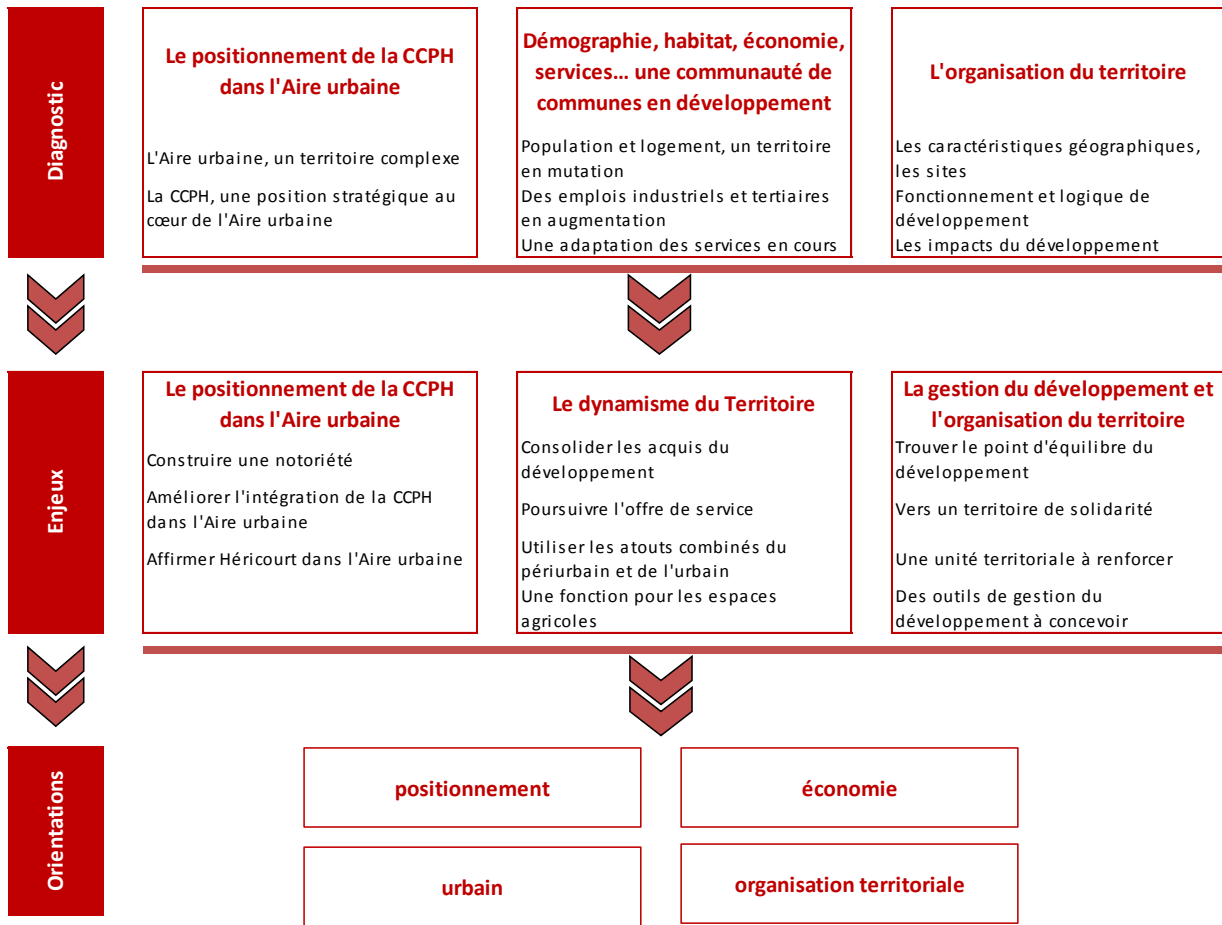 Diagnostic
Le positionnement de la CCPH
dans l'Aire urbaine
L'Aire urbaine, un territoire complexe
La CCPH, une position stratégique au
cœur de l'Aire urbaine
Démographie, habitat, économie,
services... une communauté de
communes en développement
Population et logement, un territoire
en mutation
Des emplois industriels et tertiaires
en augmentation
Une adaptation des services en cours
L'organisation du territoire
Les caractéristiques géographiques,
les sites
Fonctionnement et logique de
développement
Les impacts du développement
Enjeux
Le positionnement de la CCPH
dans l'Aire urbaine
Construire une notoriété
Améliorer l'intégration de la CCPH
dans l'Aire urbaine
Affirmer Héricourt dans l'Aire urbaine
Le dynamisme du Territoire
Consolider les acquis du
développement
Poursuivre l'offre de service
Utiliser les atouts combinés du
périurbain et de l'urbain
Une fonction pour les espaces
agricoles
La gestion du développement et
l'organisation du territoire
Trouver le point d'équilibre du
développement
Vers un territoire de solidarité
Une unité territoriale à renforcer
Des outils de gestion du
développement à concevoir
Orientations
positionnement
économie
urbain
organisation territoriale